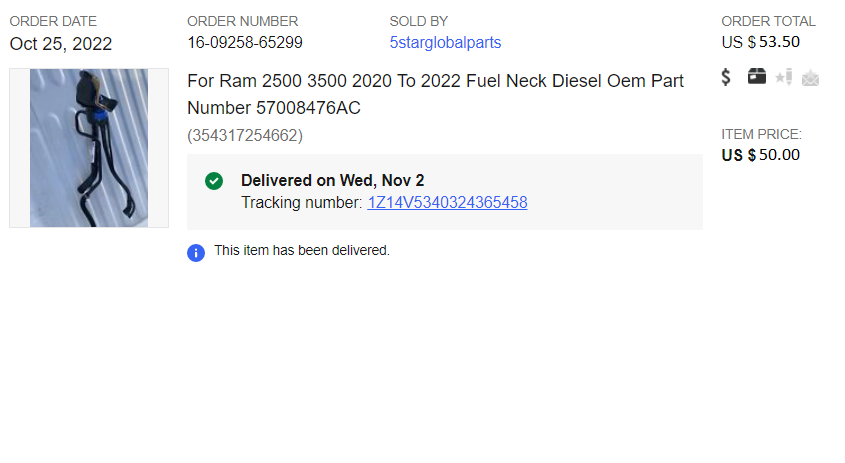 ORDER DATE
Oct 25, 2022
ORDER NUMBER
16-09258-65299
SOLD BY
5starglobalparts
ORDER TOTAL
US $53.50
For Ram 2500 3500 2020 To 2022 Fuel Neck Diesel Oem Part
Number 57008476AC
(354317254662)
Delivered on Wed, Nov 2
Tracking number: 1Z14V5340324365458
This item has been delivered.
ITEM PRICE:
US $50.00